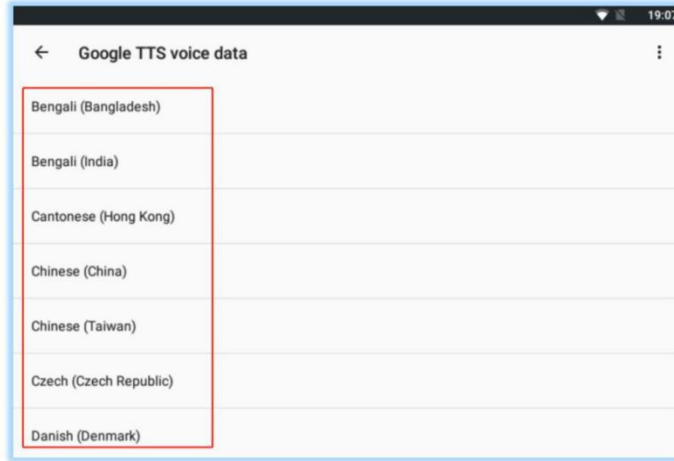 19:07
Google TTS voice data
Bengali (Bangladesh)
Bengali (India)
Cantonese (Hong Kong)
Chinese (China)
Chinese (Taiwan)
Czech (Czech Republic)
Danish (Denmark)